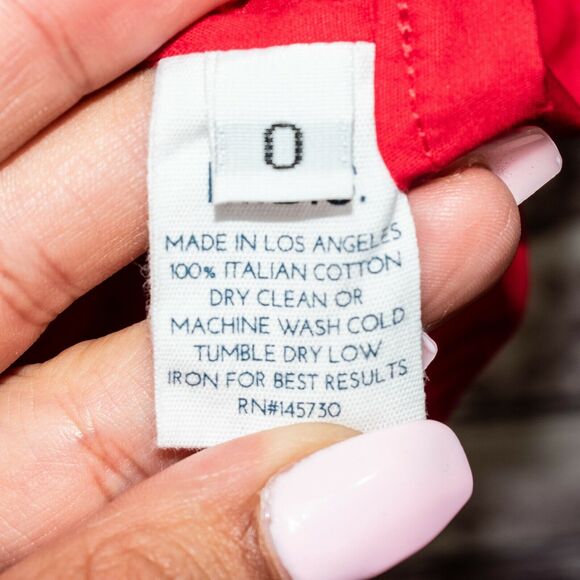 0
MADE IN LOS ANGELES
100% ITALIAN COTTON
DRY CLEAN OR
MACHINE WASH COLD
TUMBLE DRY LOW
IRON FOR BEST RESULTS
RN#145730